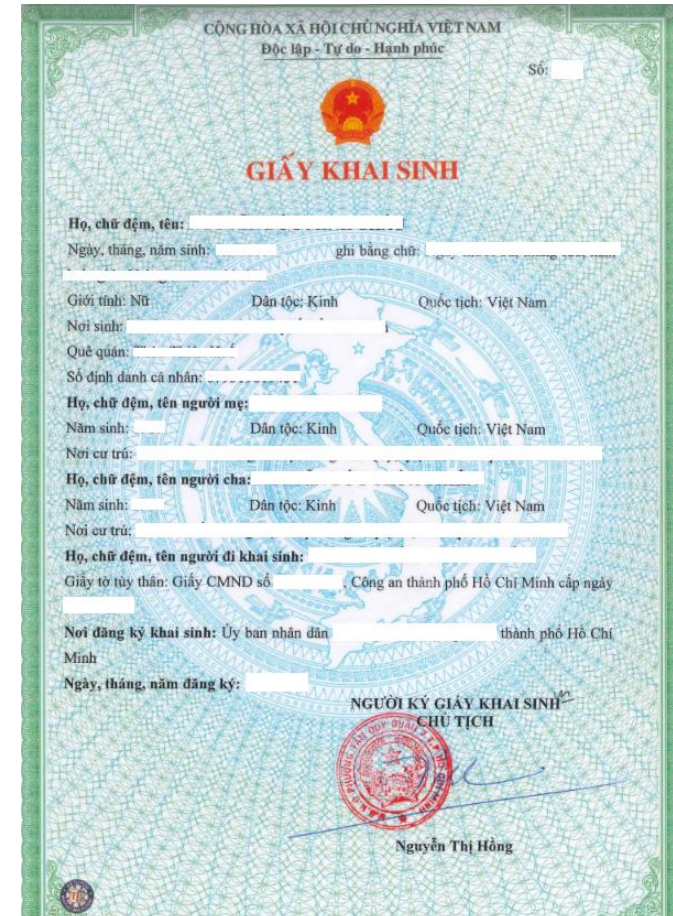 CỘNG HÒA XÃ HỘI CHỦ NGHĨA VIỆT NAM
Độc lập - Tự do - Hạnh phúc
Số:
GIẤY KHAI SINH
Họ, chữ đệm, tên:
Ngày, tháng, năm sinh: ghi bằng chữ:
Giới tính: Nữ Dân tộc: Kinh Quốc tịch: Việt Nam
Nơi sinh:
Quê quán:
Số định danh cá nhân:
Họ, chữ đệm, tên người mẹ:
Năm sinh: Dân tộc: Kinh Quốc tịch: Việt Nam
Nơi cư trú:
Họ, chữ đệm, tên người cha:
Năm sinh: Dân tộc: Kinh Quốc tịch: Việt Nam
Nơi cư trú:
Họ, chữ đệm, tên người đi khai sinh:
Giấy tờ tùy thân: Giấy CMND số , Công an thành phố Hồ Chí Minh cấp ngày
Nơi đăng ký khai sinh: Ủy ban nhân dân thành phố Hồ Chí
Minh
Ngày, tháng, năm đăng ký:
NGƯỜI KÝ GIẤY KHAI SINH
CHỦ TỊCH
Nguyễn Thị Hồng